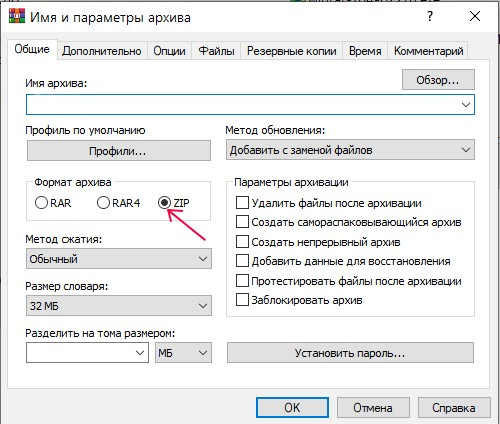 Имя и параметры архива
Общие Дополнительно Опции Файлы Резервные копии Время Комментарий
Имя архива:
Обзор...
Профиль по умолчанию
Профили...
Метод обновления:
Добавить с заменой файлов
Формат архива
RAR RAR4 ZIP
Метод сжатия:
Обычный
Размер словаря:
32 МБ
Разделить на тома размером:
МБ
Параметры архивации
Удалить файлы после архивации
Создать самораспаковывающийся архив
Создать непрерывный архив
Добавить данные для восстановления
Протестировать файлы после архивации
Заблокировать архив
Установить пароль...
OK Отмена Справка